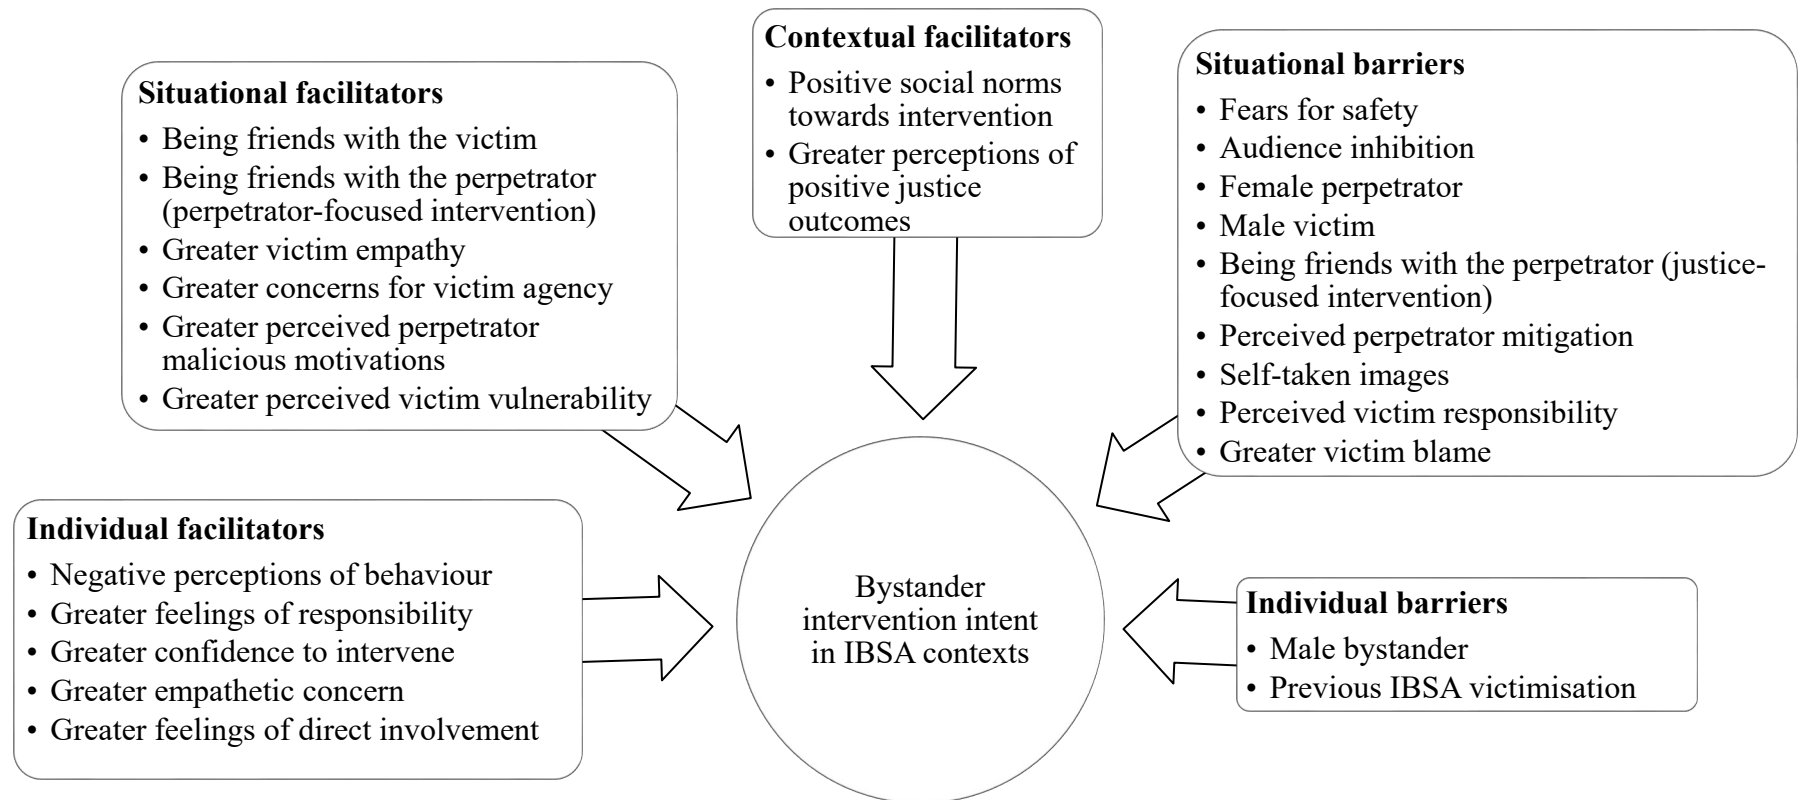 Situational facilitators
• Being friends with the victim
• Being friends with the perpetrator
(perpetrator-focused intervention)
• Greater victim empathy
• Greater concerns for victim agency
• Greater perceived perpetrator
malicious motivations
• Greater perceived victim vulnerability
Contextual facilitators
• Positive social norms
towards intervention
• Greater perceptions of
positive justice
outcomes
Situational barriers
• Fears for safety
• Audience inhibition
• Female perpetrator
• Male victim
• Being friends with the perpetrator (justice-
focused intervention)
• Perceived perpetrator mitigation
• Self-taken images
• Perceived victim responsibility
• Greater victim blame
Individual facilitators
• Negative perceptions of behaviour
• Greater feelings of responsibility
• Greater confidence to intervene
• Greater empathetic concern
• Greater feelings of direct involvement
Bystander
intervention intent
in IBSA contexts
Individual barriers
• Male bystander
• Previous IBSA victimisation